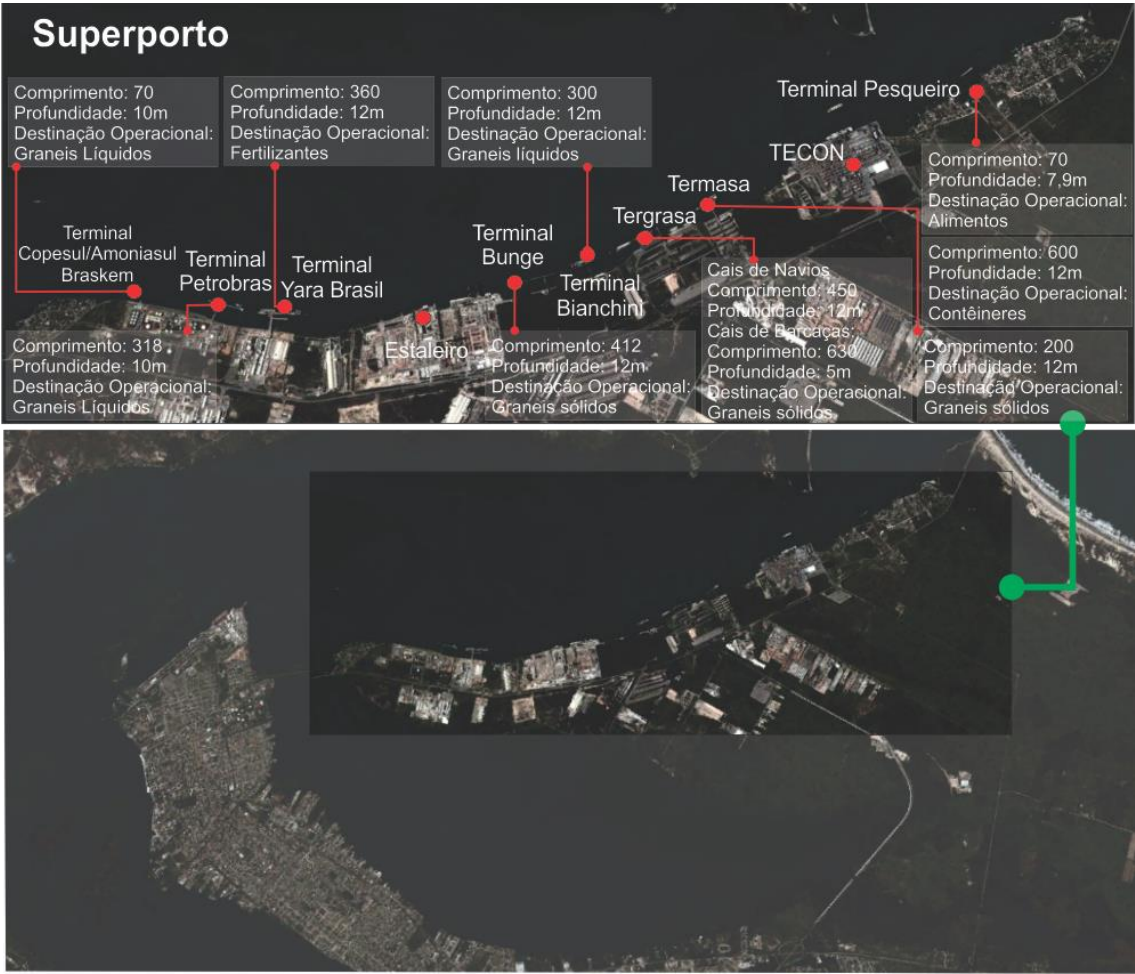 Superporto
Comprimento: 70
Profundidade: 10m
Destinação Operacional:
Graneis Líquidos
Comprimento: 360
Profundidade: 12m
Destinação Operacional:
Fertilizantes
Comprimento: 300
Profundidade: 12m
Destinação Operacional:
Graneis líquidos
Terminal Pesqueiro
TECON
Comprimento: 70
Profundidade: 7,9m
Destinação Operacional:
Alimentos
Termasa
Tergrasa
Terminal
Copesul/Amoniasul
Braskem
Terminal
Petrobras
Terminal
Yara Brasil
Terminal
Bunge
Terminal
Bianchini
Comprimento: 600
Profundidade: 12m
Destinação Operacional:
Contêineres
Cais de Navios
Comprimento: 450
Profundidade: 12m
Cais de Barcaças:
Comprimento: 630
Profundidade: 5m
Destinação Operacional:
Graneis sólidos
Comprimento: 318
Profundidade: 10m
Destinação Operacional:
Graneis Líquidos
Estaleiro
Comprimento: 412
Profundidade: 12m
Destinação Operacional:
Graneis sólidos
Comprimento: 200
Profundidade: 12m
Destinação Operacional:
Graneis sólidos